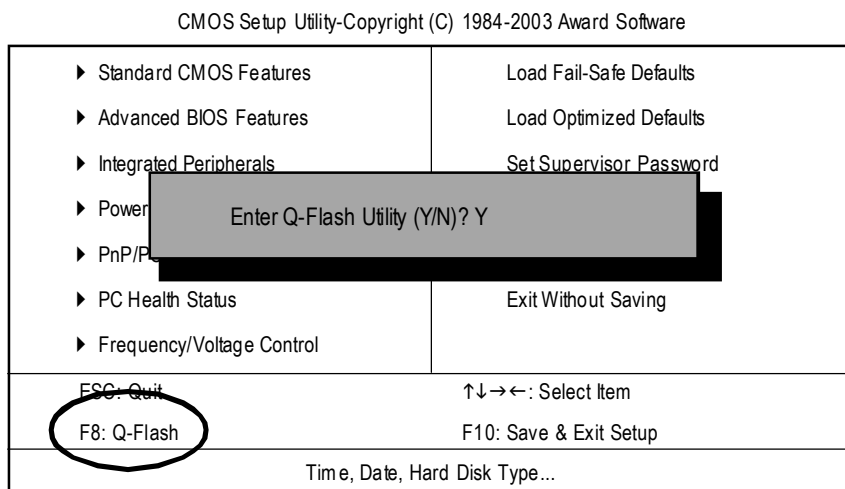 CMOS Setup Utility-Copyright (C) 1984-2003 Award Software
Standard CMOS Features
Load Fail-Safe Defaults
Advanced BIOS Features
Load Optimized Defaults
Integrated Peripherals
Set Supervisor Password
Power
Enter Q-Flash Utility (Y/N)? Y
PnP/P
PC Health Status
Exit Without Saving
Frequency/Voltage Control
ESC: Quit
↑↓→←: Select Item
F8: Q-Flash
F10: Save & Exit Setup
Time, Date, Hard Disk Type...